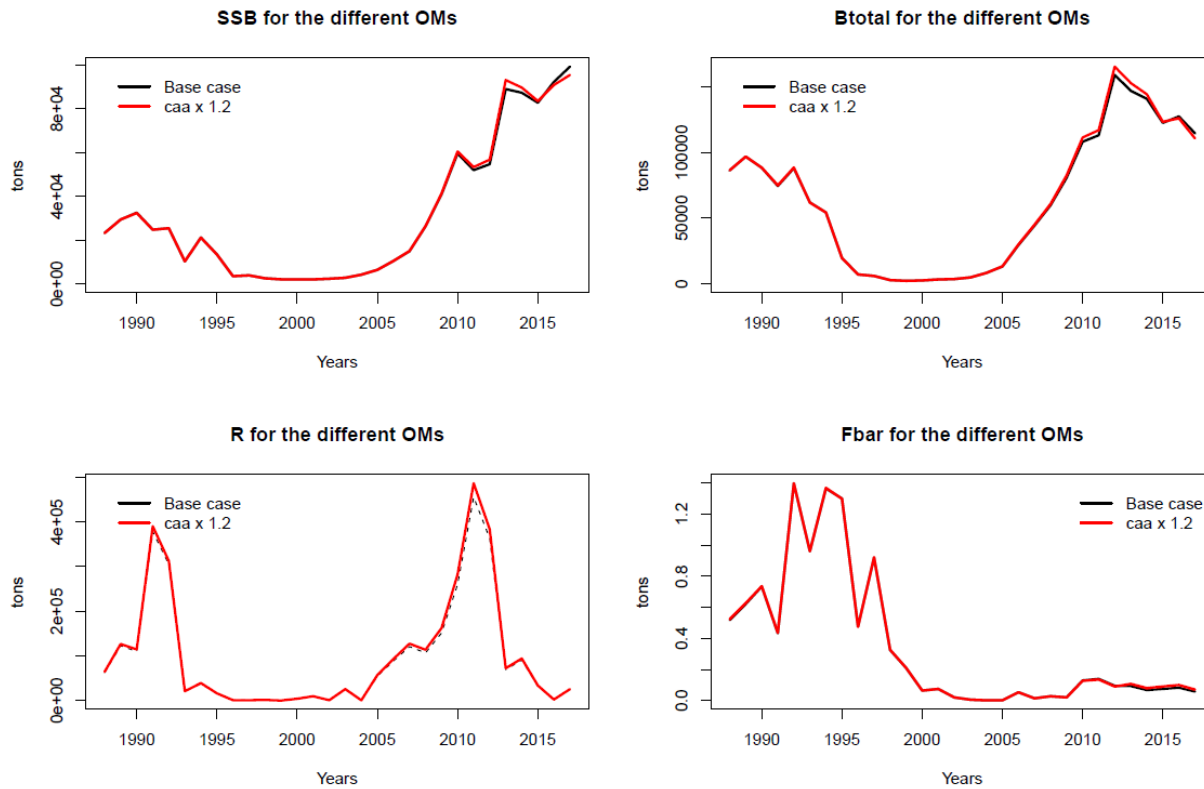 SSB for the different OMs
tons
0e+00 4e+04 8e+04
Base case
caa x 1.2
1990 1995 2000 2005 2010 2015
Years
Btotal for the different OMs
tons
0 50000 100000
Base case
caa x 1.2
1990 1995 2000 2005 2010 2015
Years
R for the different OMs
tons
0e+00 2e+05 4e+05
Base case
caa x 1.2
1990 1995 2000 2005 2010 2015
Years
Fbar for the different OMs
tons
0.0 0.4 0.8 1.2
Base case
caa x 1.2
1990 1995 2000 2005 2010 2015
Years